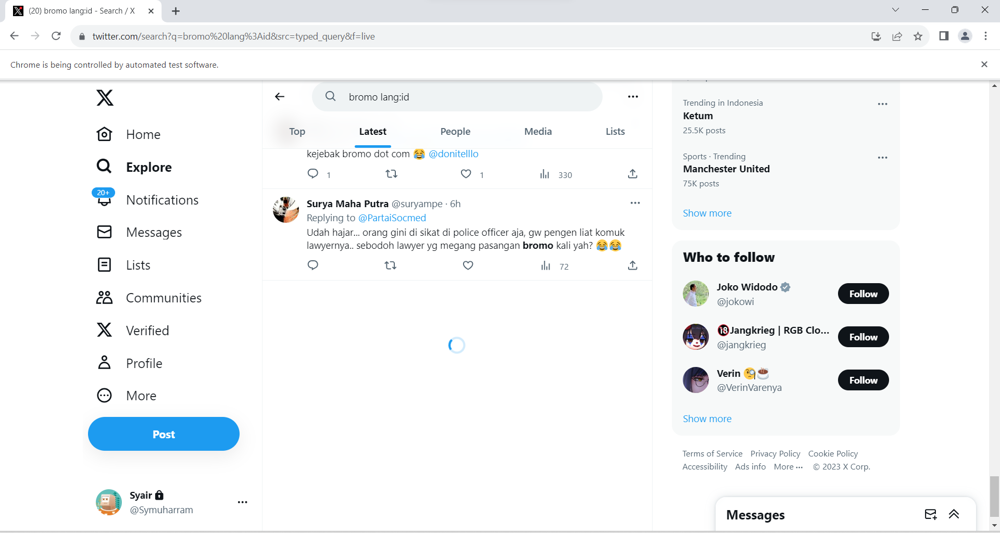 (20) bromo lang:id - Search / X
twitter.com/search?q=bromo%20lang%3Aid&src=typed_query&f=live
Chrome is being controlled by automated test software.
Home
Explore
20+
Notifications
Messages
Lists
Communities
Verified
Profile
More
Post
Syair
@Symuharram
bromo lang:id
Top Latest People Media Lists
kejebak bromo dot com 😂 @donitelllo
1 1 330
Surya Maha Putra @suryampe · 6h
Replying to @PartaiSocmed
Udah hajar... orang gini di sikat di police officer aja, gw pengen liat komuk
lawyernya.. sebodoh lawyer yg megang pasangan bromo kali yah? 😂😂
72
Trending in Indonesia
Ketum
25.5K posts
Sports · Trending
Manchester United
75K posts
Show more
Who to follow
Joko Widodo
@jokowi
Follow
🔞Jangkrieg | RGB Clo...
@jangkrieg
Follow
Verin 🧐☕
@VerinVarenya
Follow
Show more
Terms of Service Privacy Policy Cookie Policy
Accessibility Ads info More ··· © 2023 X Corp.
Messages